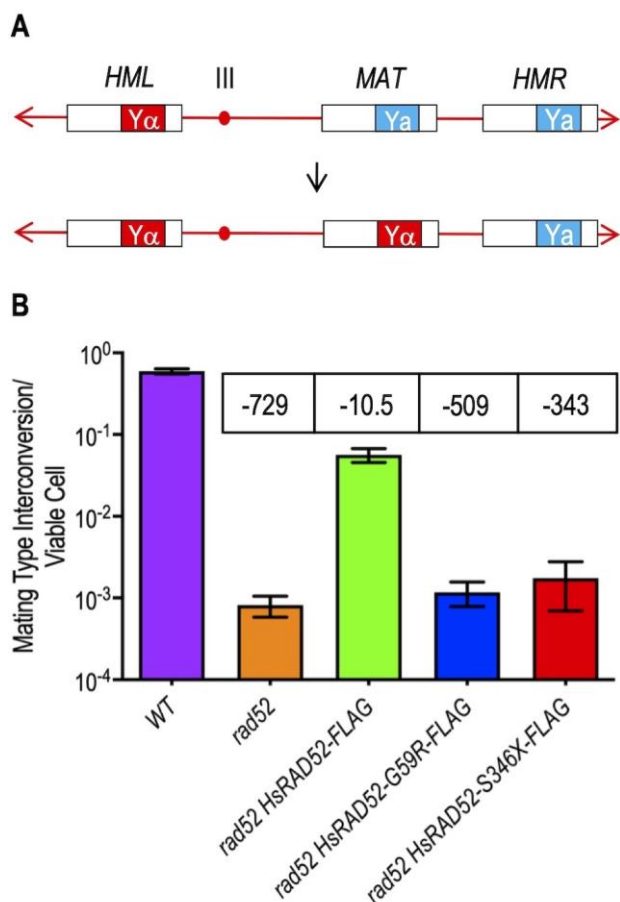 A
HML III MAT HMR
Yα Ya Ya
Yα Yα Ya
B
Mating Type Interconversion/
Viable Cell
10^0
10^-1
10^-2
10^-3
10^-4
-729 -10.5 -509 -343
WT
rad52
rad52 HsRAD52-FLAG
rad52 HsRAD52-G59R-FLAG
rad52 HsRAD52-S346X-FLAG